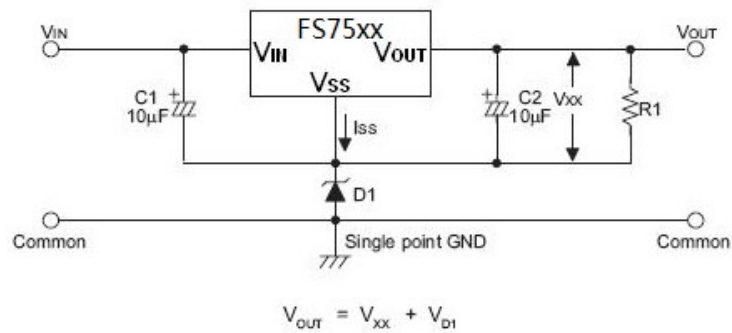 FS75xx
VIN
VOUT
VIN
VOUT
VSS
C1
10μF
ISS
C2
10μF
VXX
R1
D1
Common
Single point GND
Common
VOUT = VXX + VD1